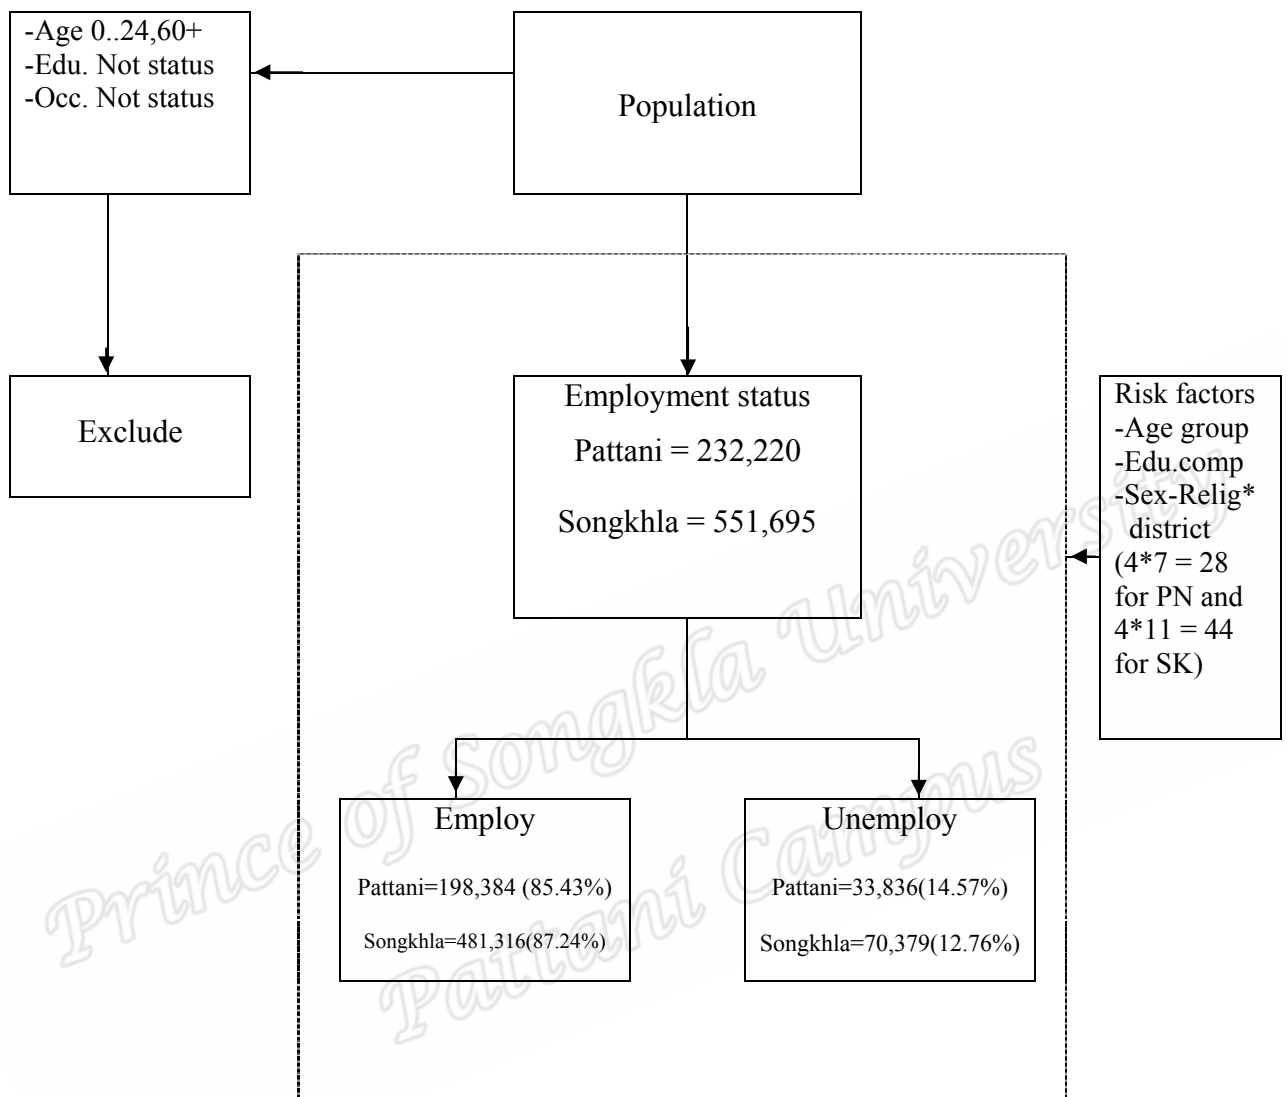 -Age 0..24,60+
-Edu. Not status
-Occ. Not status
Population
Exclude
Employment status
Pattani = 232,220
Songkhla = 551,695
Risk factors
-Age group
-Edu.comp
-Sex-Relig*
district
(4*7 = 28
for PN and
4*11 = 44
for SK)
Employ
Pattani=198,384 (85.43%)
Songkhla=481,316(87.24%)
Unemploy
Pattani=33,836(14.57%)
Songkhla=70,379(12.76%)
Prince of Songkla University
Pattani Campus